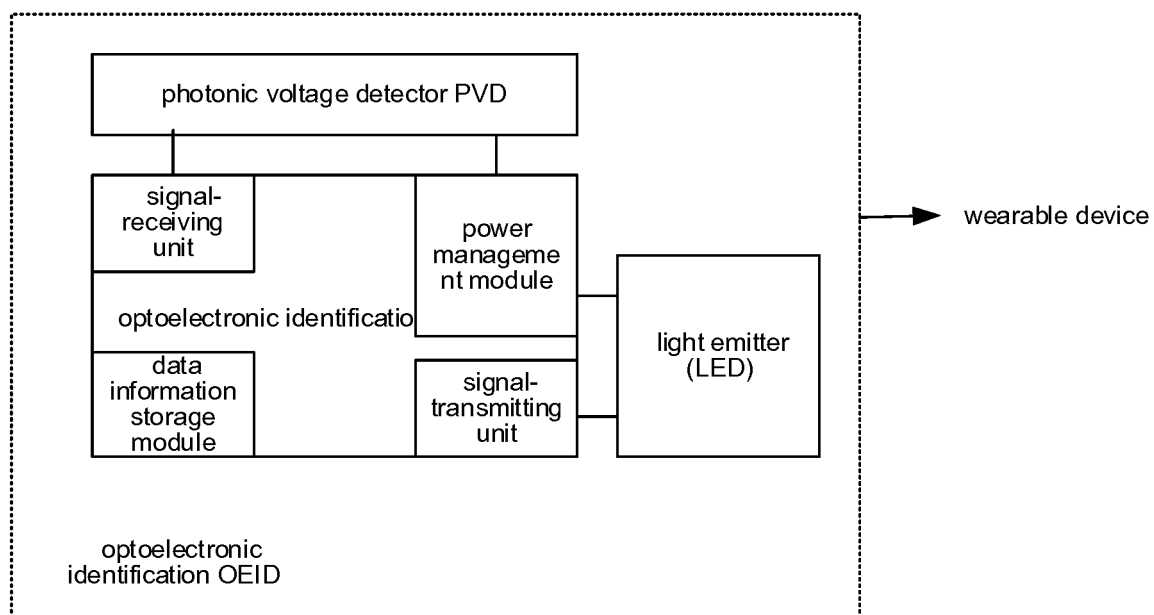 photonic voltage detector PVD
signal-
receiving
unit
power
manageme
nt module
wearable device
optoelectronic identificatio
light emitter
(LED)
data
information
storage
module
signal-
transmitting
unit
optoelectronic
identification OEID